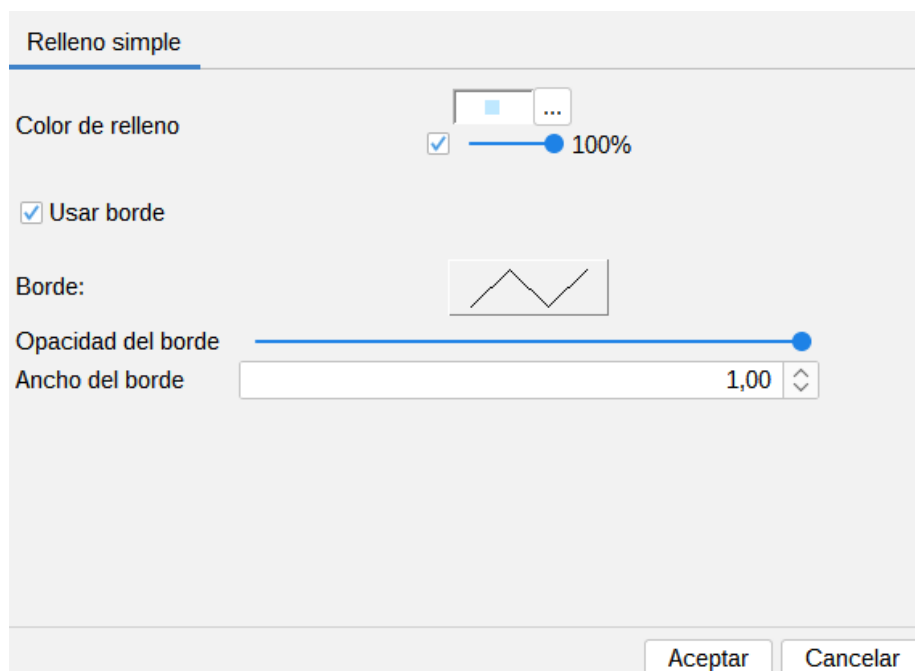 Relleno simple
Color de relleno
...
100%
Usar borde
Borde:
Opacidad del borde
Ancho del borde 1,00
Aceptar Cancelar